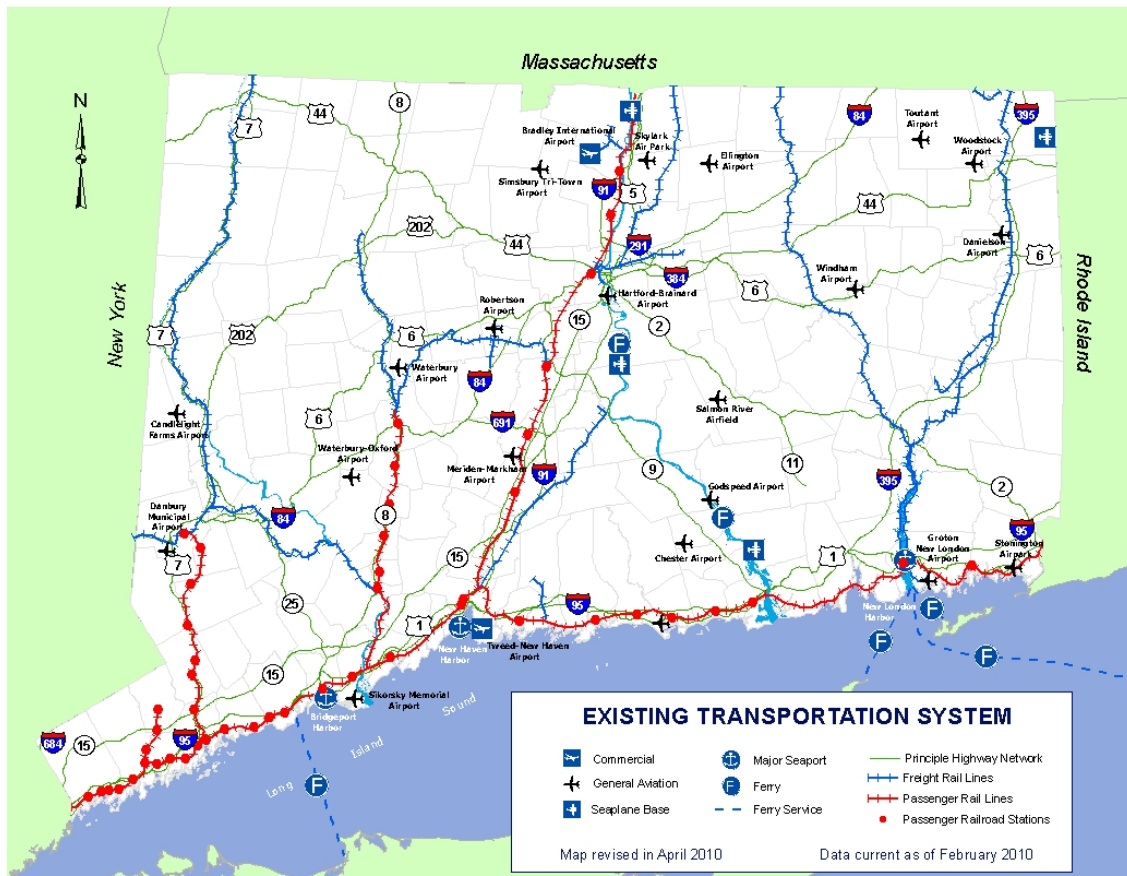 Massachusetts
N
8
44
7
84
Toutant
Airport
395
Bradley International
Airport
Skylark
Air Park
Woodstock
Airport
Ellington
Airport
Simsbury Tri-Town
Airport
91
5
44
202
44
291
Danielson
Airport
6
384
Windham
Airport
6
Hartford-Brainard
Airport
New York
Rhode Island
Robertson
Airport
15
2
F
7
202
6
Waterbury
Airport
84
Candlelight
Farms Airport
6
691
Salmon River
Airfield
Waterbury-Oxford
Airport
Meriden-Markham
Airport
91
9
11
395
2
Godspeed Airport
Danbury
Municipal
Airport
84
8
F
95
7
15
Chester Airport
1
Groton
New London
Airport
Stonington
Airpark
25
1
95
New London
Harbor
F
New Haven
Harbor
Tweed-New Haven
Airport
F
F
15
Sikorsky Memorial
Airport
Bridgeport
Harbor
684
15
95
Long Island Sound
F
EXISTING TRANSPORTATION SYSTEM
Commercial
General Aviation
Seaplane Base
Major Seaport
F
Ferry
Ferry Service
Principle Highway Network
Freight Rail Lines
Passenger Rail Lines
Passenger Railroad Stations
Map revised in April 2010
Data current as of February 2010